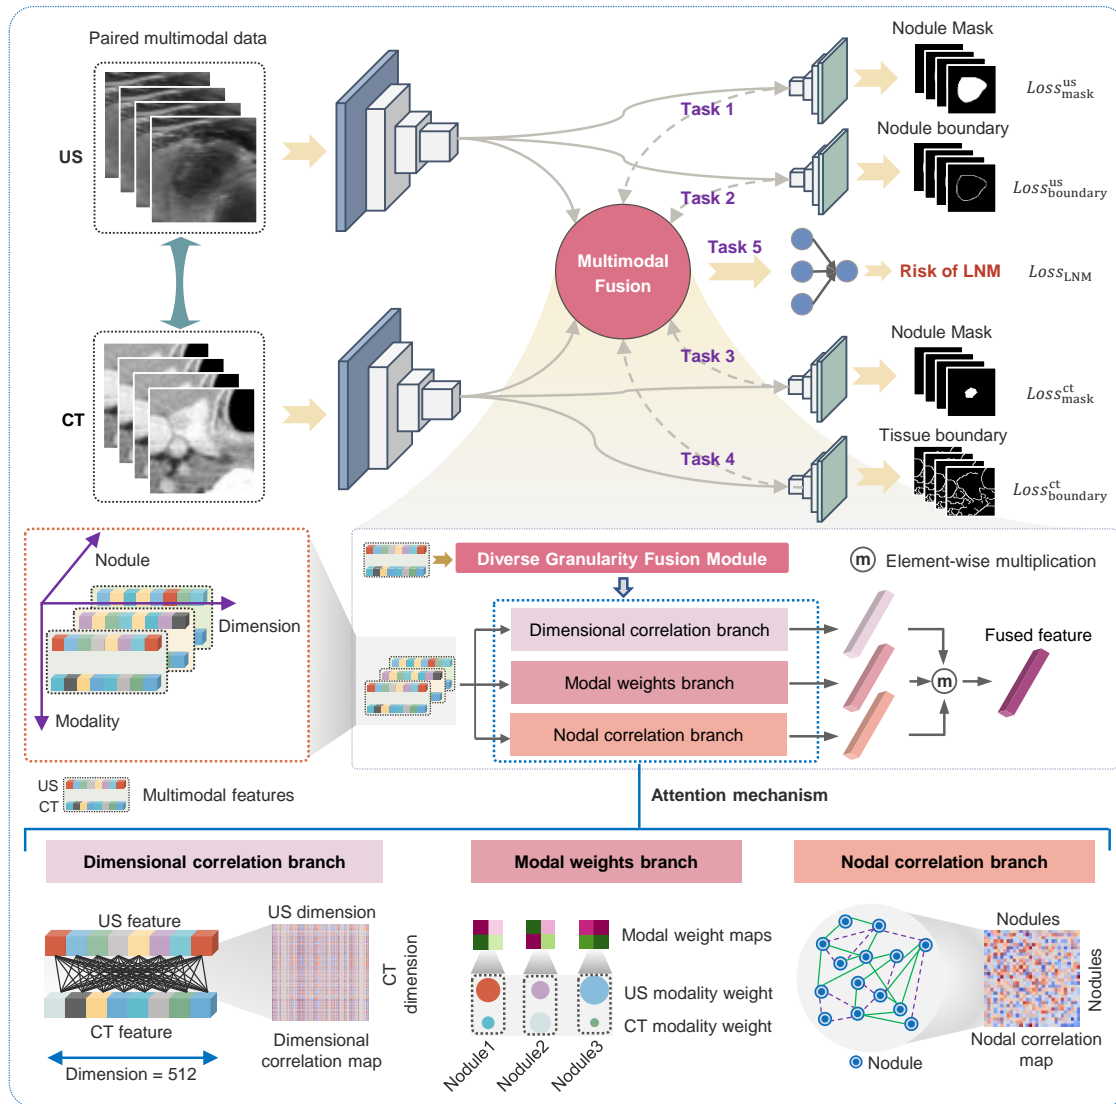 Paired multimodal data
US
CT
Task 1
Task 2
Task 5
Task 3
Task 4
Multimodal
Fusion
Nodule Mask
Loss^us_mask
Nodule boundary
Loss^us_boundary
Risk of LNM
Loss_LNM
Nodule Mask
Loss^ct_mask
Tissue boundary
Loss^ct_boundary
Nodule
Dimension
Modality
US
CT
Multimodal features
Diverse Granularity Fusion Module
m
Element-wise multiplication
Dimensional correlation branch
Modal weights branch
Nodal correlation branch
m
Fused feature
Attention mechanism
Dimensional correlation branch
US feature
CT feature
Dimension = 512
US dimension
CT
dimension
Dimensional
correlation map
Modal weights branch
Modal weight maps
US modality weight
CT modality weight
Nodule1
Nodule2
Nodule3
Nodal correlation branch
Nodule
Nodules
Nodules
Nodal correlation
map